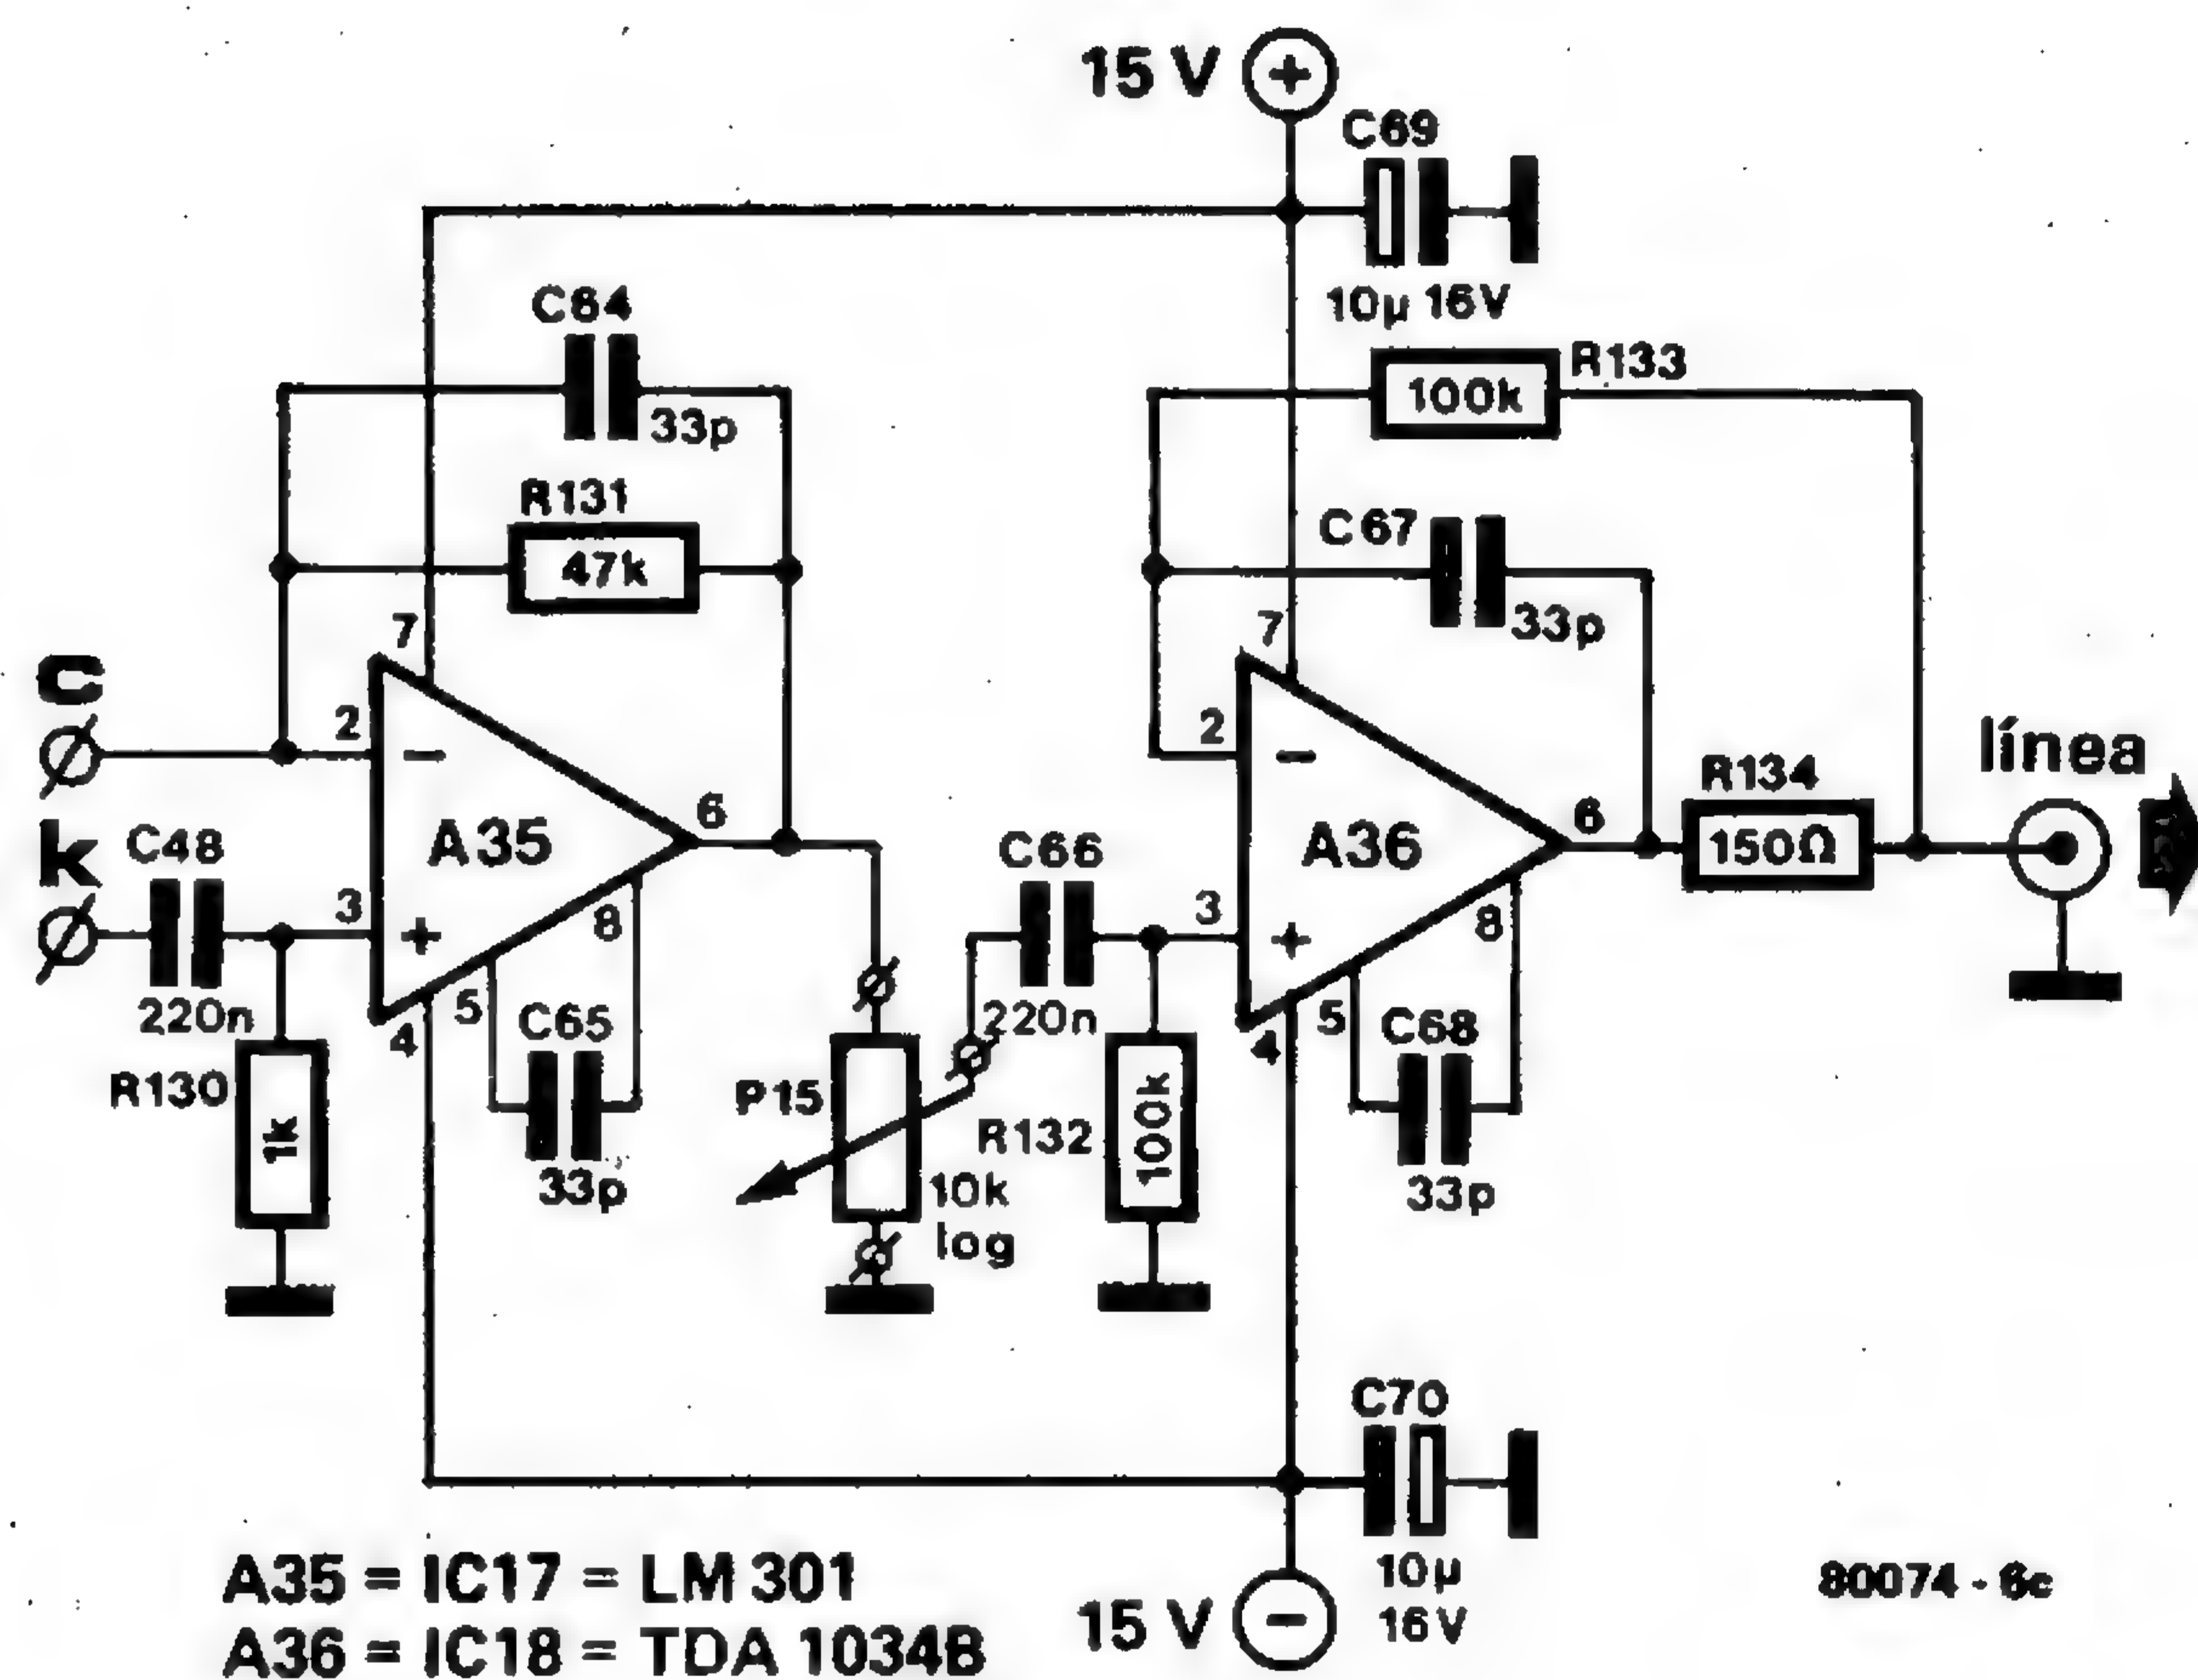 15 V
+
C69
10µ 16V
C64
33p
R133
100k
R131
47k
C67
33p
7
7
c
2
–
2
–
línea
R134
150Ω
6
6
A35
A36
k
C48
220n
3
+
C66
220n
3
+
8
8
5
5
4
4
C65
33p
C68
33p
R130
1k
P15
10k
log
R132
100k
C70
10µ
16V
15 V
–
A35 = IC17 = LM 301
A36 = IC18 = TDA 1034B
80074 - 6c